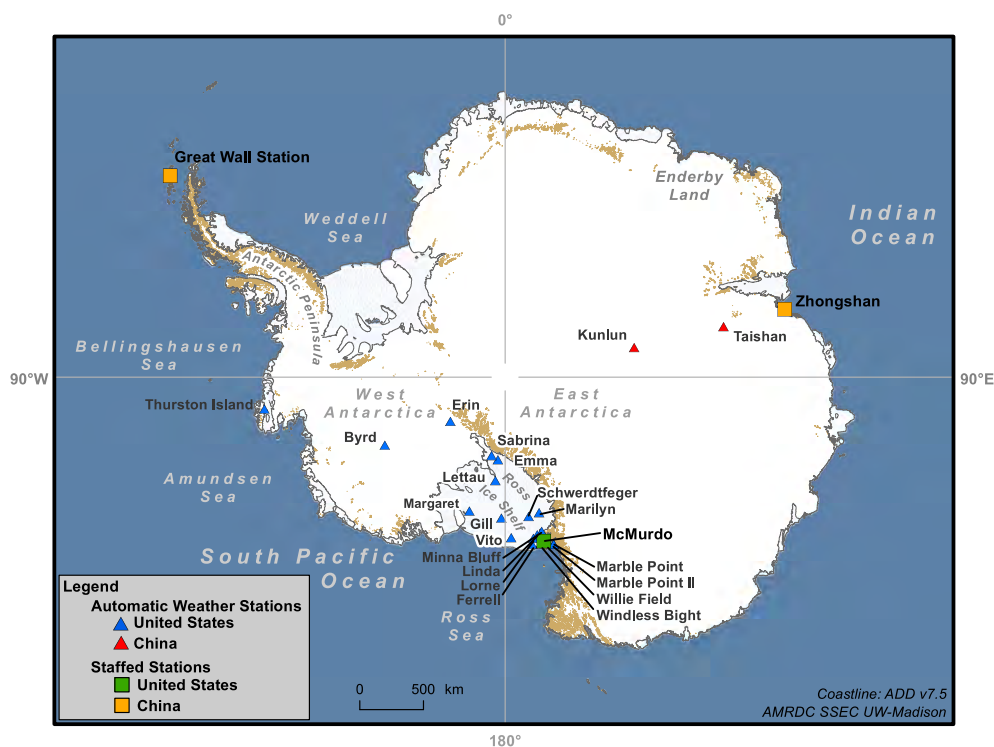 0°
Great Wall Station
Enderby
Land
Weddell
Sea
Indian
Ocean
Antarctic Peninsula
Zhongshan
Kunlun
Taishan
Bellingshausen
Sea
90°W
90°E
West
Antarctica
East
Antarctica
Thurston Island
Erin
Byrd
Sabrina
Emma
Amundsen
Sea
Lettau
Ross
Ice Shelf
Schwerdtfeger
Margaret
Marilyn
Gill
Vito
McMurdo
South Pacific
Ocean
Minna Bluff
Linda
Lorne
Ferrell
Marble Point
Marble Point II
Willie Field
Windless Bight
Ross
Sea
Legend
Automatic Weather Stations
United States
China
Staffed Stations
United States
China
0 500 km
Coastline: ADD v7.5
AMRDC SSEC UW-Madison
180°